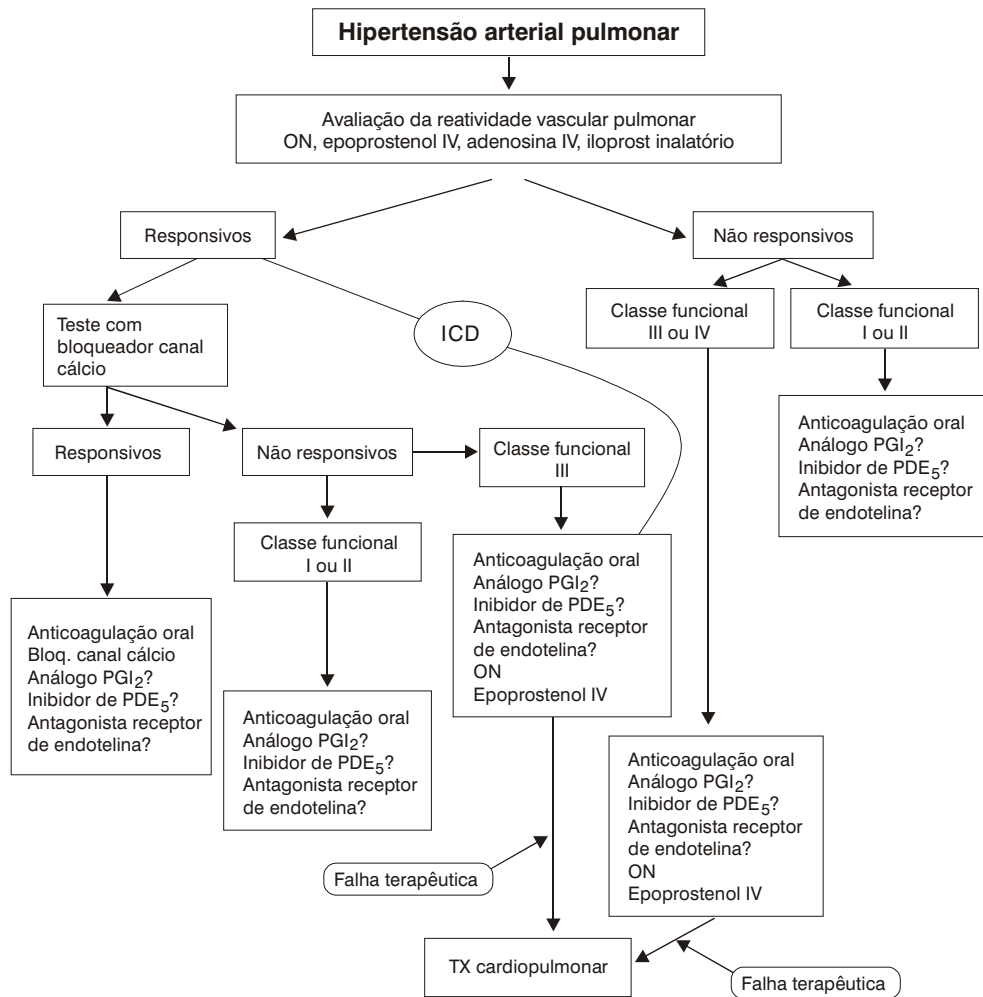 Hipertensão arterial pulmonar
Avaliação da reatividade vascular pulmonar
ON, epoprostenol IV, adenosina IV, iloprost inalatório
Responsivos
Não responsivos
ICD
Teste com
bloqueador canal
cálcio
Classe funcional
III ou IV
Classe funcional
I ou II
Responsivos
Não responsivos
Classe funcional
III
Anticoagulação oral
Análogo PGI₂?
Inibidor de PDE₅?
Antagonista receptor
de endotelina?
Classe funcional
I ou II
Anticoagulação oral
Análogo PGI₂?
Inibidor de PDE₅?
Antagonista receptor
de endotelina?
ON
Epoprostenol IV
Anticoagulação oral
Bloq. canal cálcio
Análogo PGI₂?
Inibidor de PDE₅?
Antagonista receptor
de endotelina?
Anticoagulação oral
Análogo PGI₂?
Inibidor de PDE₅?
Antagonista receptor
de endotelina?
Anticoagulação oral
Análogo PGI₂?
Inibidor de PDE₅?
Antagonista receptor
de endotelina?
ON
Epoprostenol IV
Falha terapêutica
TX cardiopulmonar
Falha terapêutica